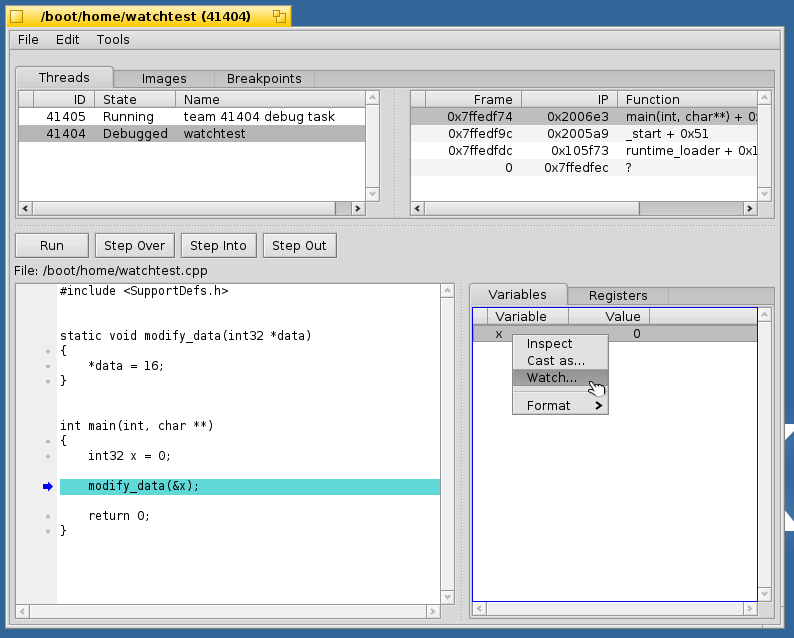 /boot/home/watchtest (41404)
File Edit Tools
Threads Images Breakpoints
ID State Name
41405 Running team 41404 debug task
41404 Debugged watchtest
Frame IP Function
0x7ffedf74 0x2006e3 main(int, char**) + 0
0x7ffedf9c 0x2005a9 _start + 0x51
0x7ffedfdc 0x105f73 runtime_loader + 0x1
0 0x7ffedfec ?
Run Step Over Step Into Step Out
File: /boot/home/watchtest.cpp
#include <SupportDefs.h>
static void modify_data(int32 *data)
{
*data = 16;
}
int main(int, char **)
{
int32 x = 0;
modify_data(&x);
return 0;
}
Variables Registers
Variable Value
x 0
Inspect
Cast as...
Watch...
Format